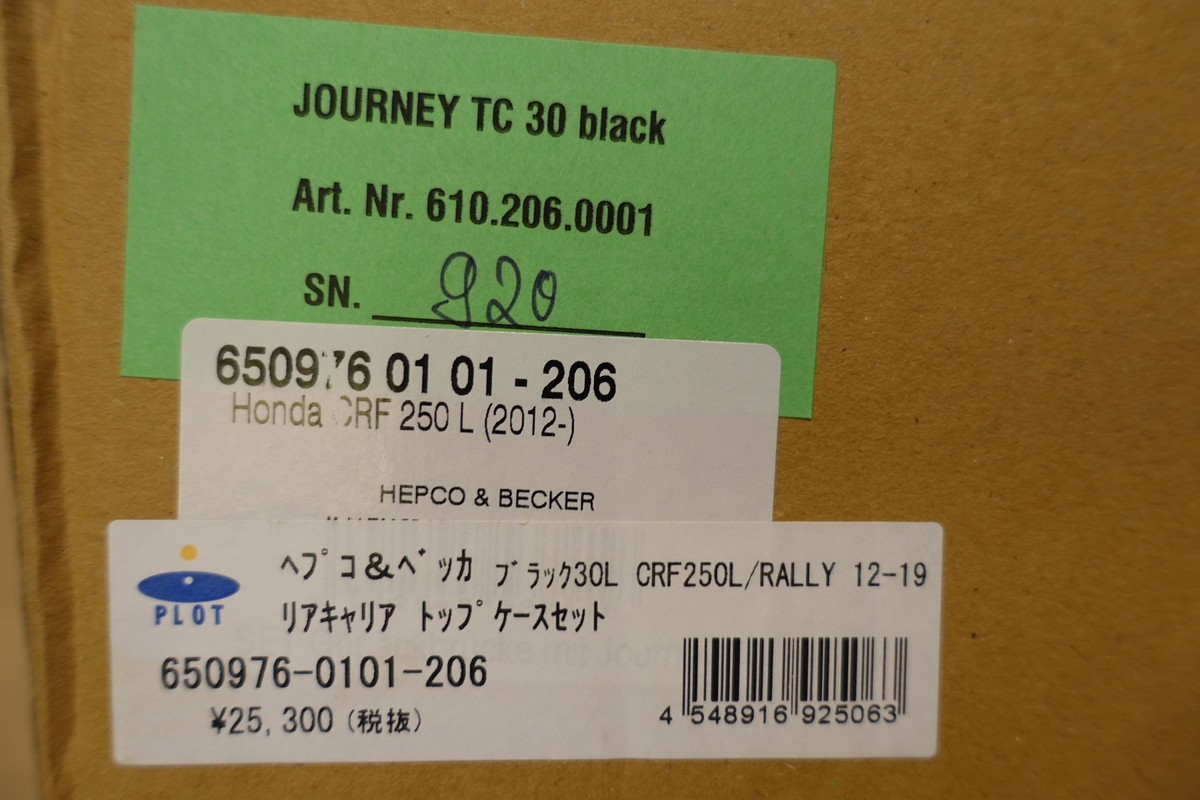 JOURNEY TC 30 black
Art. Nr. 610.206.0001
SN. 920
650976 01 01 - 206
Honda CRF 250 L (2012-)
HEPCO & BECKER
ヘプコ&ベッカ ブラック30L CRF250L/RALLY 12-19
PLOT
リアキャリア トップケースセット
650976-0101-206
¥25,300 (税抜)
4 548916 925063